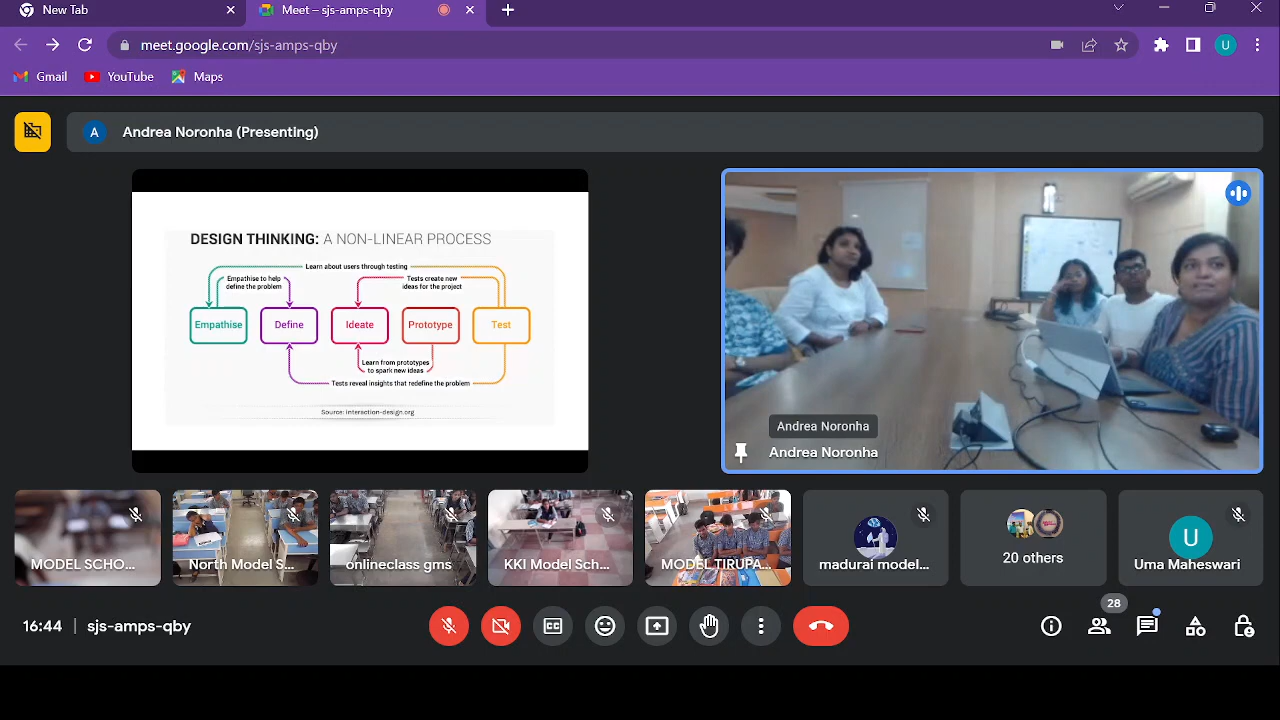 New Tab
Meet – sjs-amps-qby
meet.google.com/sjs-amps-qby
U
Gmail
YouTube
Maps
A
Andrea Noronha (Presenting)
DESIGN THINKING: A NON-LINEAR PROCESS
Learn about users through testing
Empathise to help
define the problem
Tests create new
ideas for the project
Empathise
Define
Ideate
Prototype
Test
Learn from prototypes
to spark new ideas
Tests reveal insights that redefine the problem
Source: interaction-design.org
Andrea Noronha
Andrea Noronha
MODEL SCHO...
North Model S...
onlineclass gms
KKI Model Sch...
MODEL TIRUPA...
madurai model...
20 others
U
Uma Maheswari
16:44 | sjs-amps-qby
CC
28